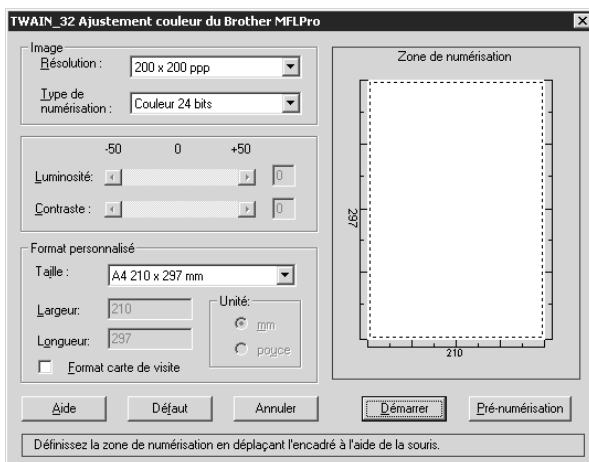 TWAIN_32 Ajustement couleur du Brother MFLPro
Image
Résolution :
200 x 200 ppp
Type de
numérisation :
Couleur 24 bits
-50 0 +50
Luminosité:
0
Contraste :
0
Format personnalisé
Taille :
A4 210 x 297 mm
Largeur:
210
Longueur:
297
Unité:
mm
pouce
Format carte de visite
Zone de numérisation
297
210
Aide
Défaut
Annuler
Démarrer
Pré-numérisation
Définissez la zone de numérisation en déplaçant l'encadré à l'aide de la souris.